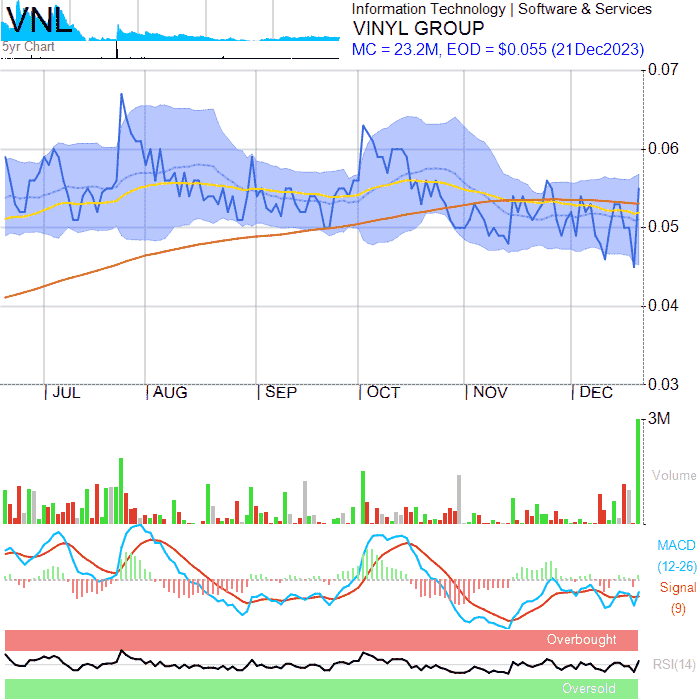 VNL
5yr Chart
Information Technology | Software & Services
VINYL GROUP
MC = 23.2M, EOD = $0.055 (21Dec2023)
0.07
0.06
0.05
0.04
0.03
JUL AUG SEP OCT NOV DEC
3M
Volume
MACD
(12-26)
Signal
(9)
Overbought
RSI(14)
Oversold